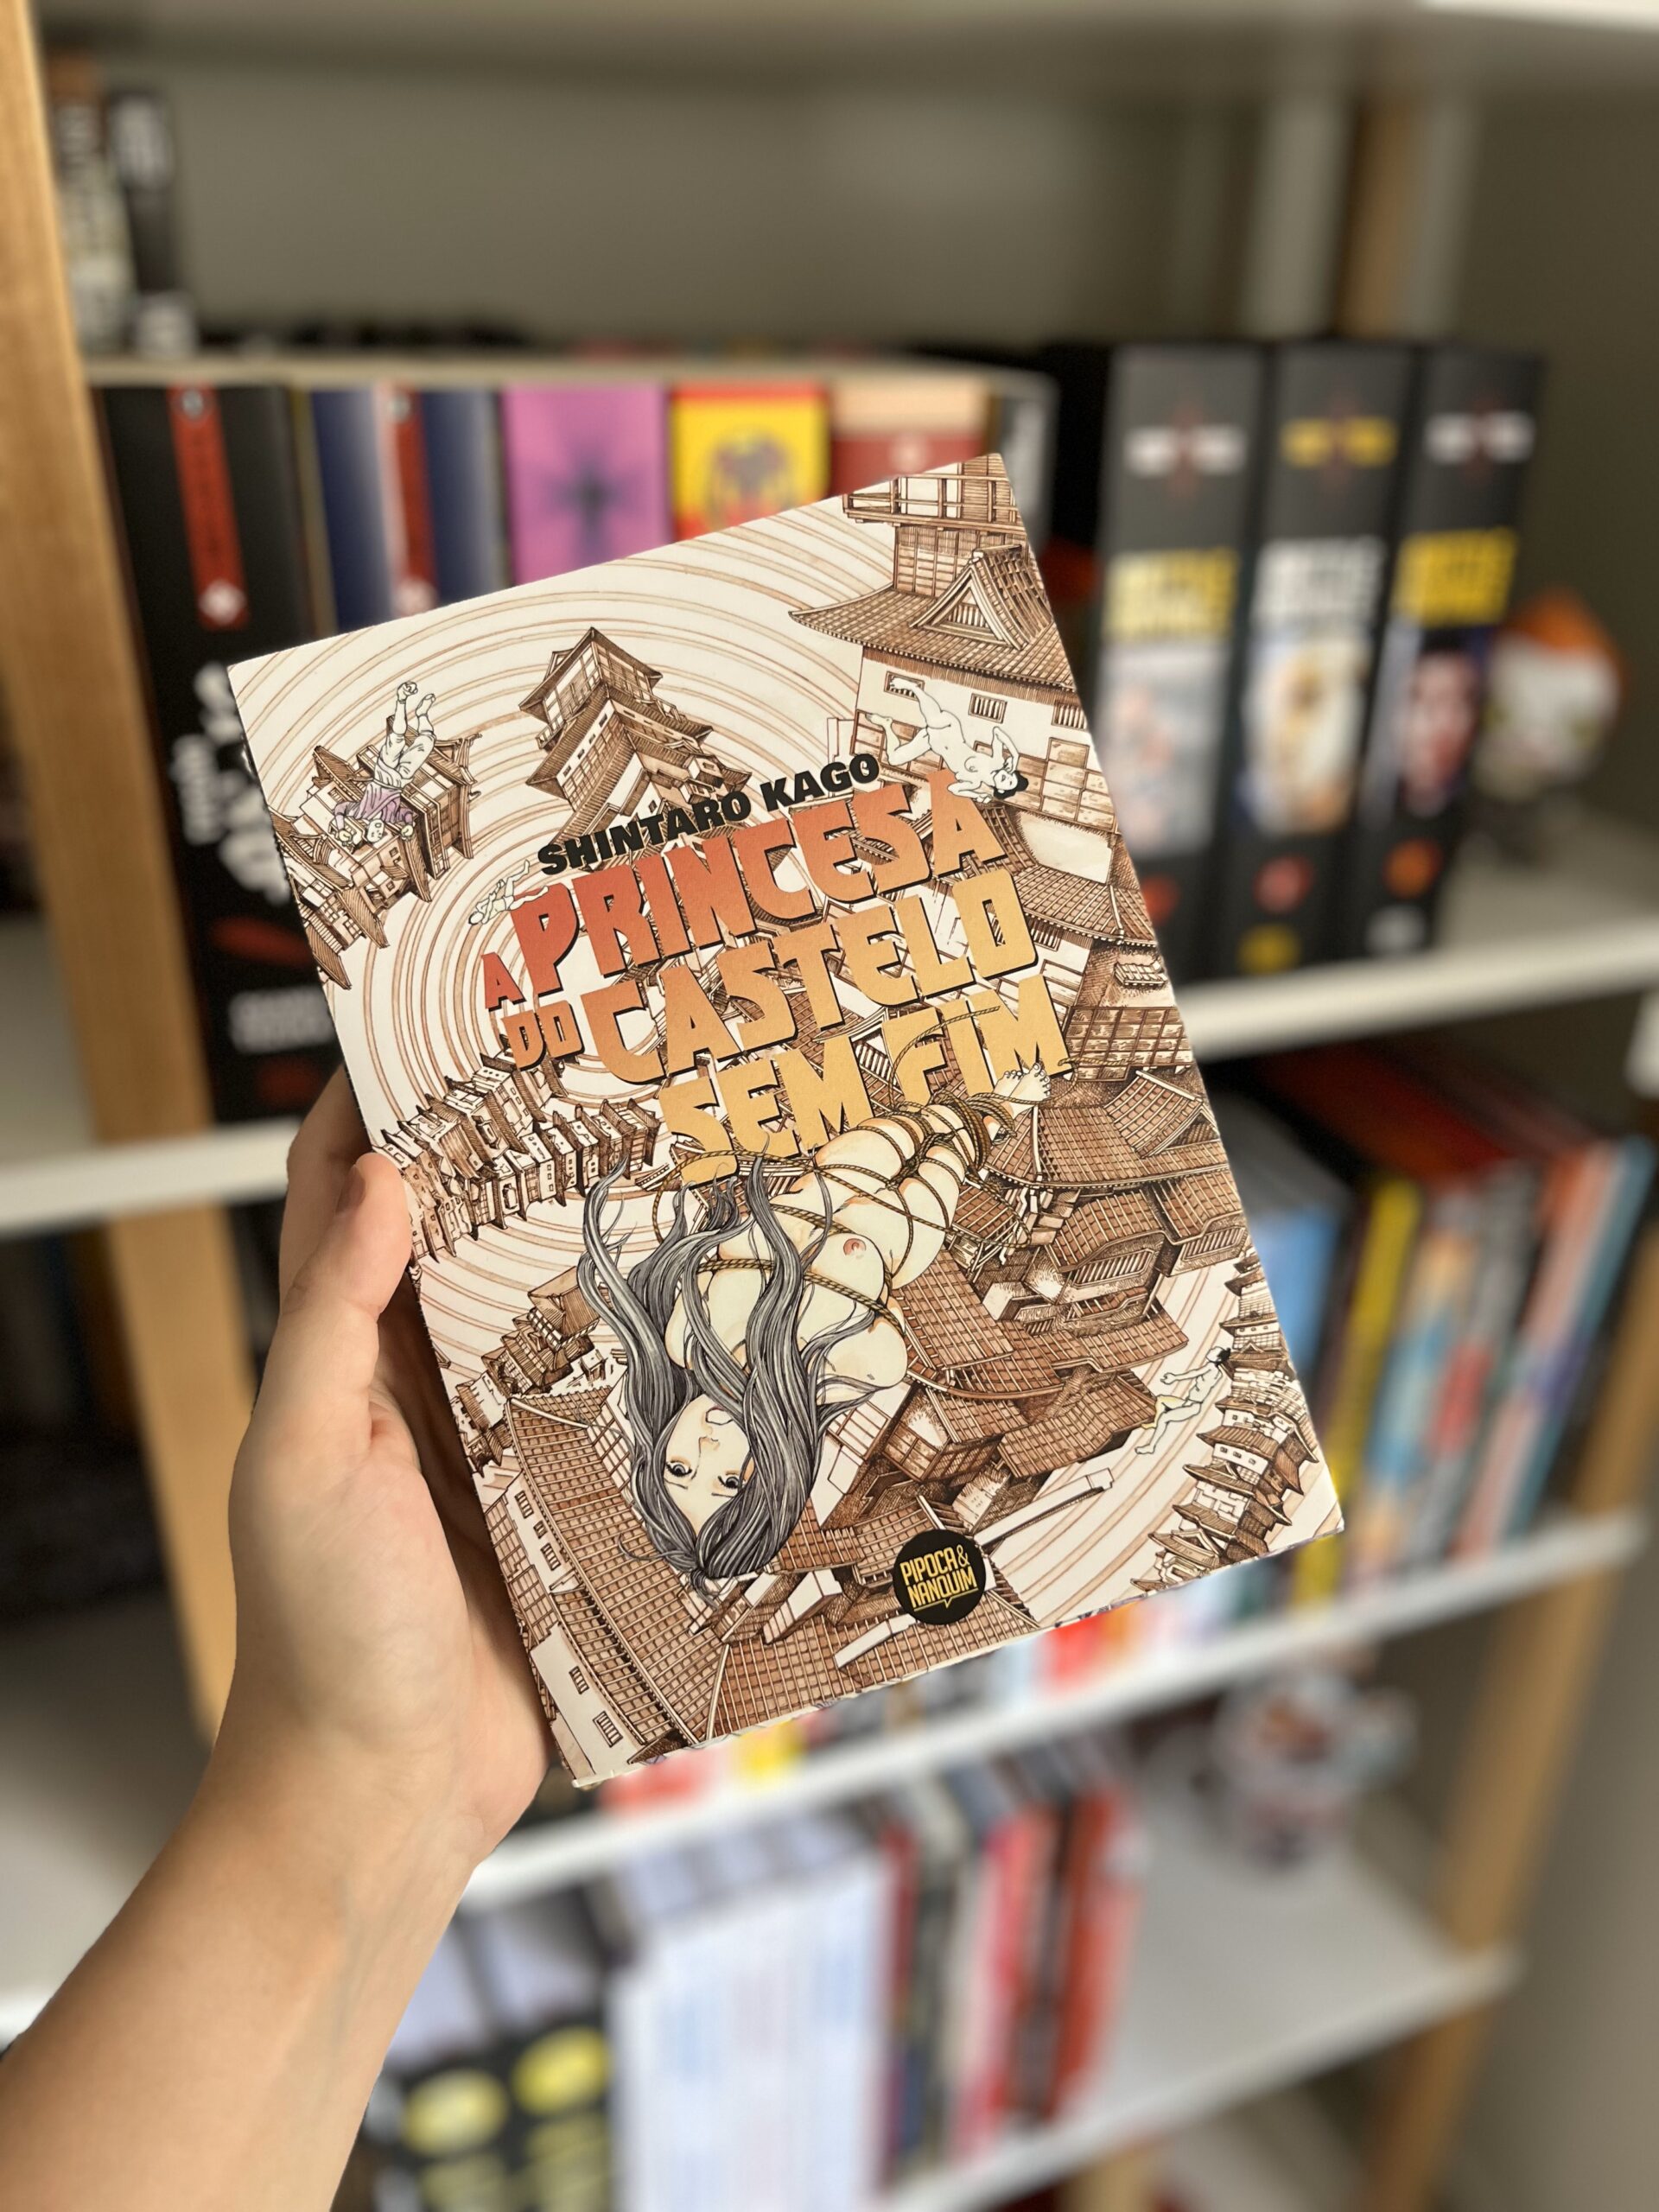 SHINTARO KAGO
A PRINCESA
DO CASTELO
SEM FIM
PIPOCA &
NANQUIM